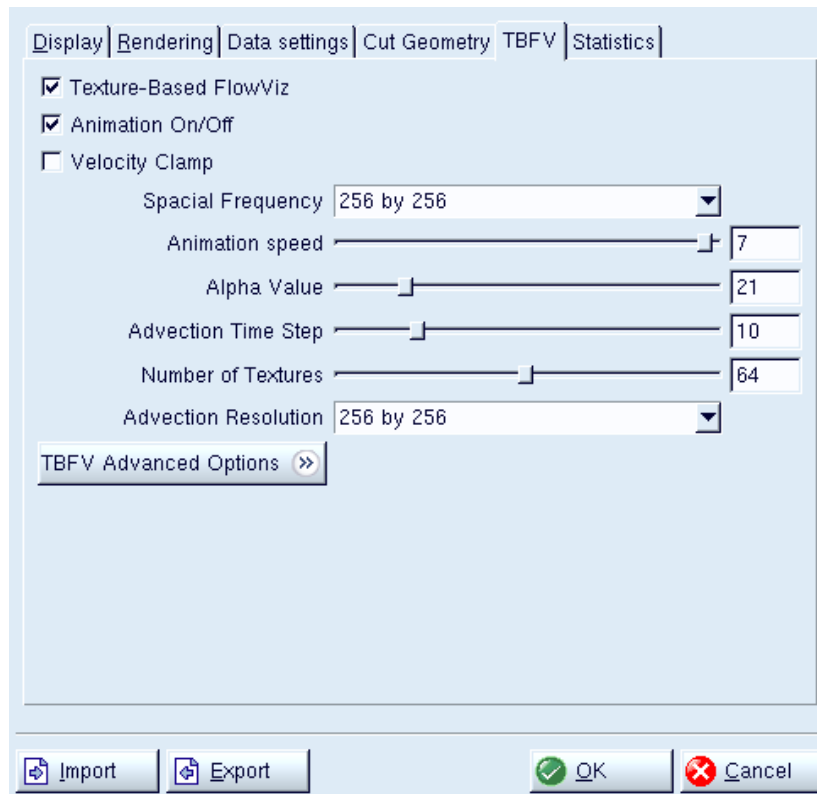 Display Rendering Data settings Cut Geometry TBFV Statistics
Texture-Based FlowViz
Animation On/Off
Velocity Clamp
Spacial Frequency 256 by 256
Animation speed 7
Alpha Value 21
Advection Time Step 10
Number of Textures 64
Advection Resolution 256 by 256
TBFV Advanced Options
Import Export OK Cancel